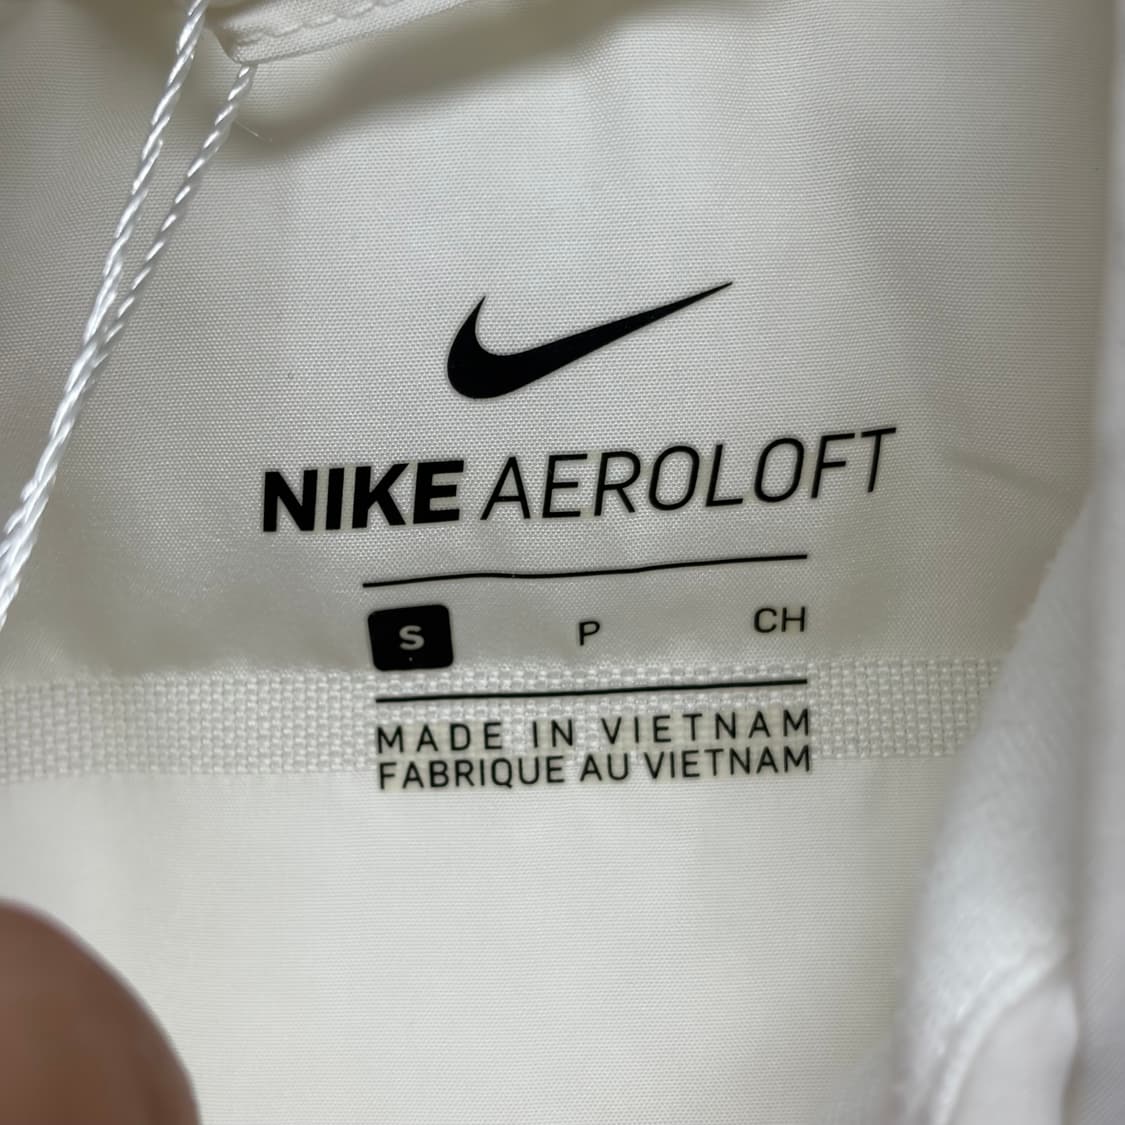 NIKE AEROLOFT
S P CH
MADE IN VIETNAM
FABRIQUE AU VIETNAM